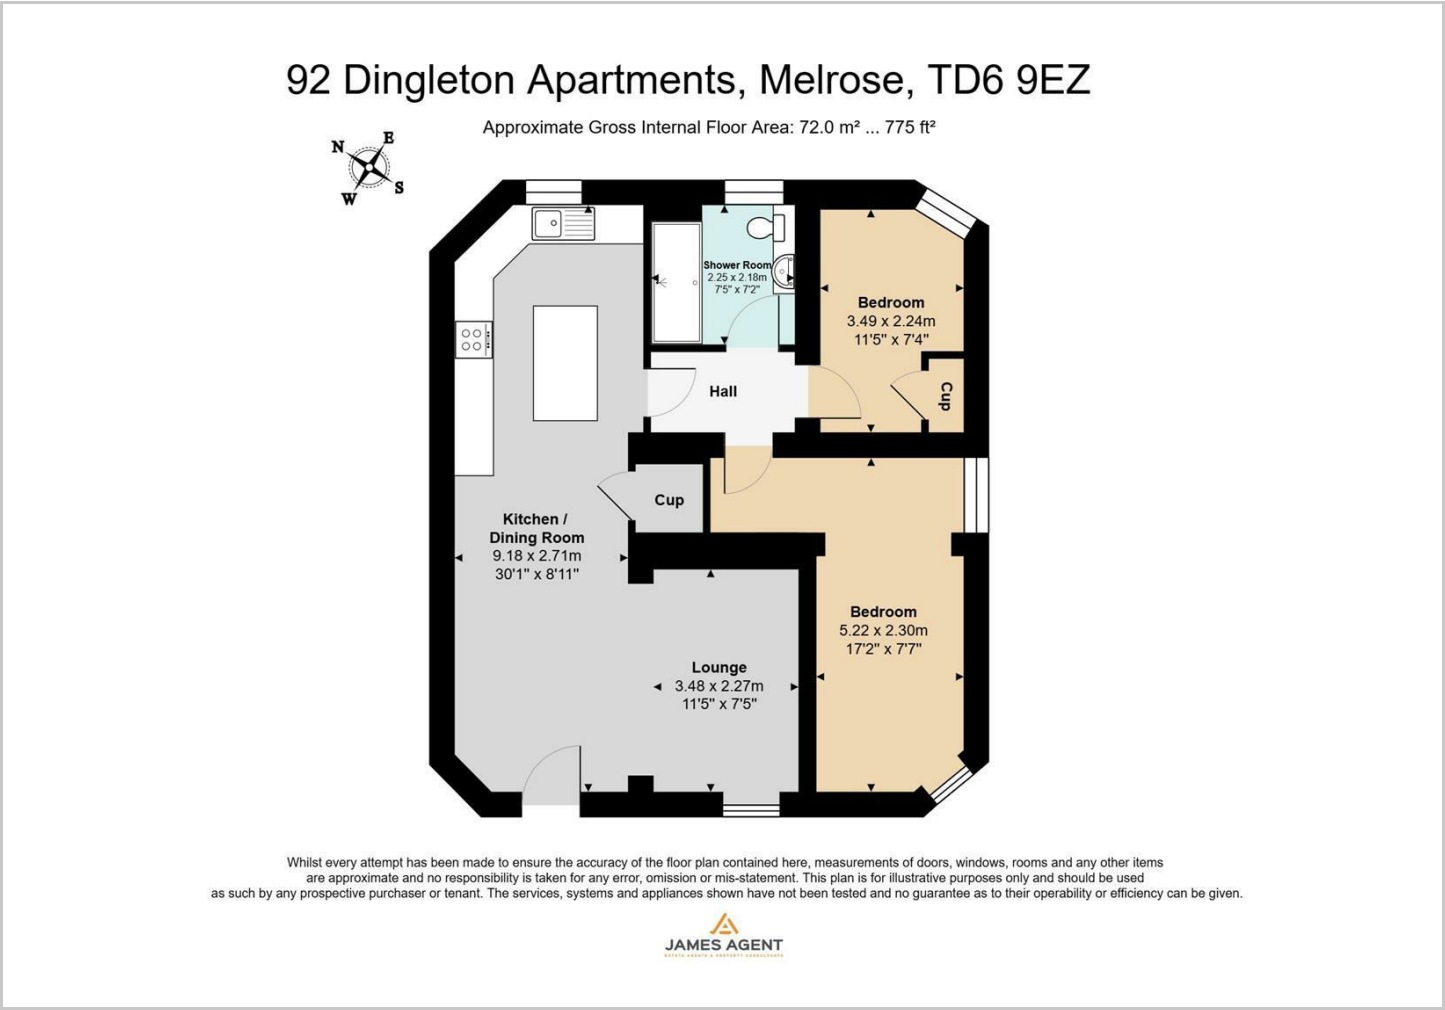 92 Dingleton Apartments, Melrose, TD6 9EZ
Approximate Gross Internal Floor Area: 72.0 m² ... 775 ft²
N
E
W
S
Shower Room
2.25 x 2.18m
7'5" x 7'2"
Bedroom
3.49 x 2.24m
11'5" x 7'4"
Hall
Cup
Cup
Kitchen /
Dining Room
9.18 x 2.71m
30'1" x 8'11"
Bedroom
5.22 x 2.30m
17'2" x 7'7"
Lounge
3.48 x 2.27m
11'5" x 7'5"
Whilst every attempt has been made to ensure the accuracy of the floor plan contained here, measurements of doors, windows, rooms and any other items
are approximate and no responsibility is taken for any error, omission or mis-statement. This plan is for illustrative purposes only and should be used
as such by any prospective purchaser or tenant. The services, systems and appliances shown have not been tested and no guarantee as to their operability or efficiency can be given.
JAMES AGENT
ESTATE AGENTS & PROPERTY CONSULTANTS